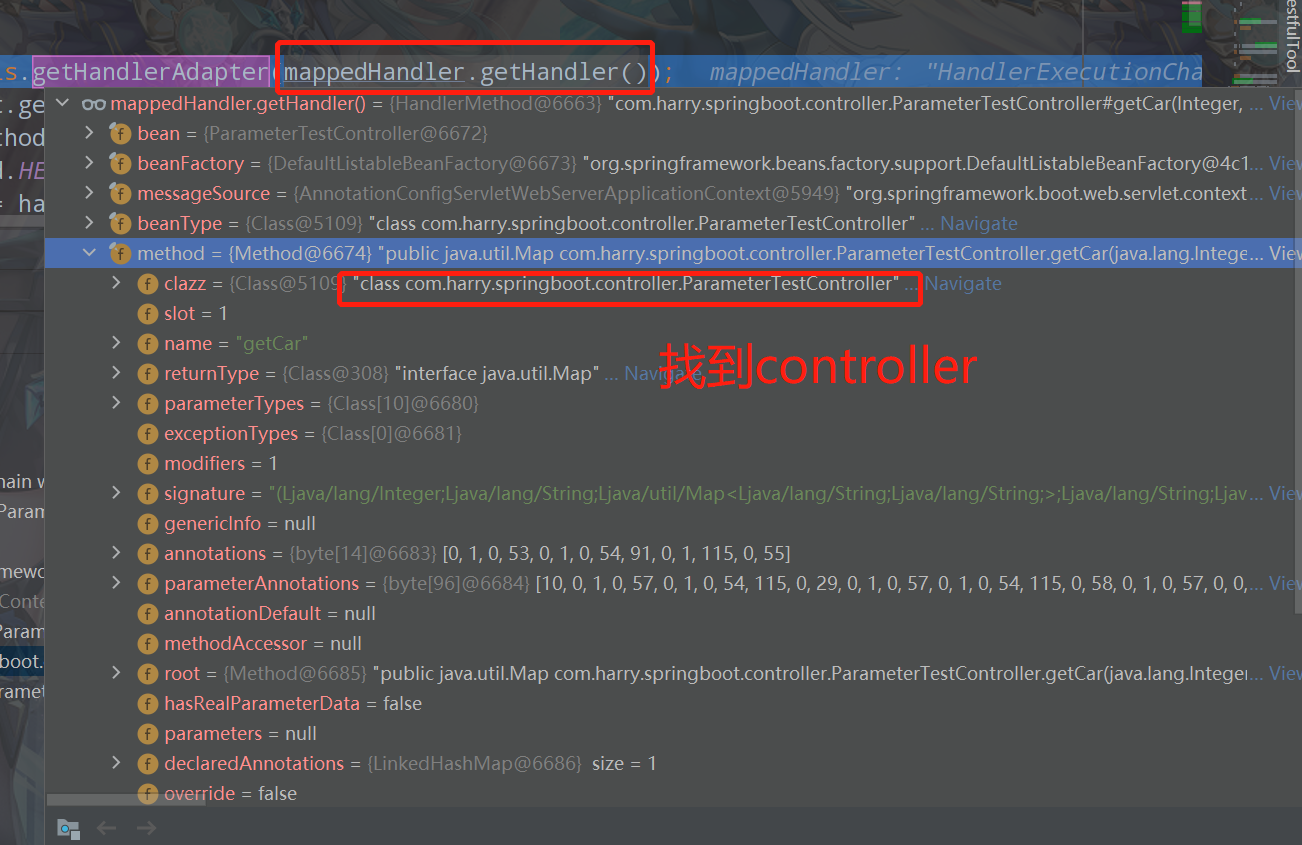 s.getHandlerAdapter(mappedHandler.getHandler()); mappedHandler: "HandlerExecutionCha
t.ge mappedHandler.getHandler() = {HandlerMethod@6663} "com.harry.springboot.controller.ParameterTestController#getCar(Integer, ... View
thod bean = {ParameterTestController@6672}
d.HE beanFactory = {DefaultListableBeanFactory@6673} "org.springframework.beans.factory.support.DefaultListableBeanFactory@4c1... View
= ha messageSource = {AnnotationConfigServletWebServerApplicationContext@5949} "org.springframework.boot.web.servlet.context... View
beanType = {Class@5109} "class com.harry.springboot.controller.ParameterTestController" ... Navigate
method = {Method@6674} "public java.util.Map com.harry.springboot.controller.ParameterTestController.getCar(java.lang.Intege... View
clazz = {Class@5109} "class com.harry.springboot.controller.ParameterTestController" ... Navigate
slot = 1
name = "getCar"
returnType = {Class@308} "interface java.util.Map" ... Navigate
找到controller
parameterTypes = {Class[10]@6680}
exceptionTypes = {Class[0]@6681}
modifiers = 1
signature = "(Ljava/lang/Integer;Ljava/lang/String;Ljava/util/Map<Ljava/lang/String;Ljava/lang/String;>;Ljava/lang/String;Ljav... View
genericInfo = null
annotations = {byte[14]@6683} [0, 1, 0, 53, 0, 1, 0, 54, 91, 0, 1, 115, 0, 55]
parameterAnnotations = {byte[96]@6684} [10, 0, 1, 0, 57, 0, 1, 0, 54, 115, 0, 29, 0, 1, 0, 57, 0, 1, 0, 54, 115, 0, 58, 0, 1, 0, 57, 0, 0,... View
annotationDefault = null
methodAccessor = null
root = {Method@6685} "public java.util.Map com.harry.springboot.controller.ParameterTestController.getCar(java.lang.Integer... View
hasRealParameterData = false
parameters = null
declaredAnnotations = {LinkedHashMap@6686} size = 1
override = false
ain w
Param
mewo
Conte
Param
boot.
ramet
estfulTool